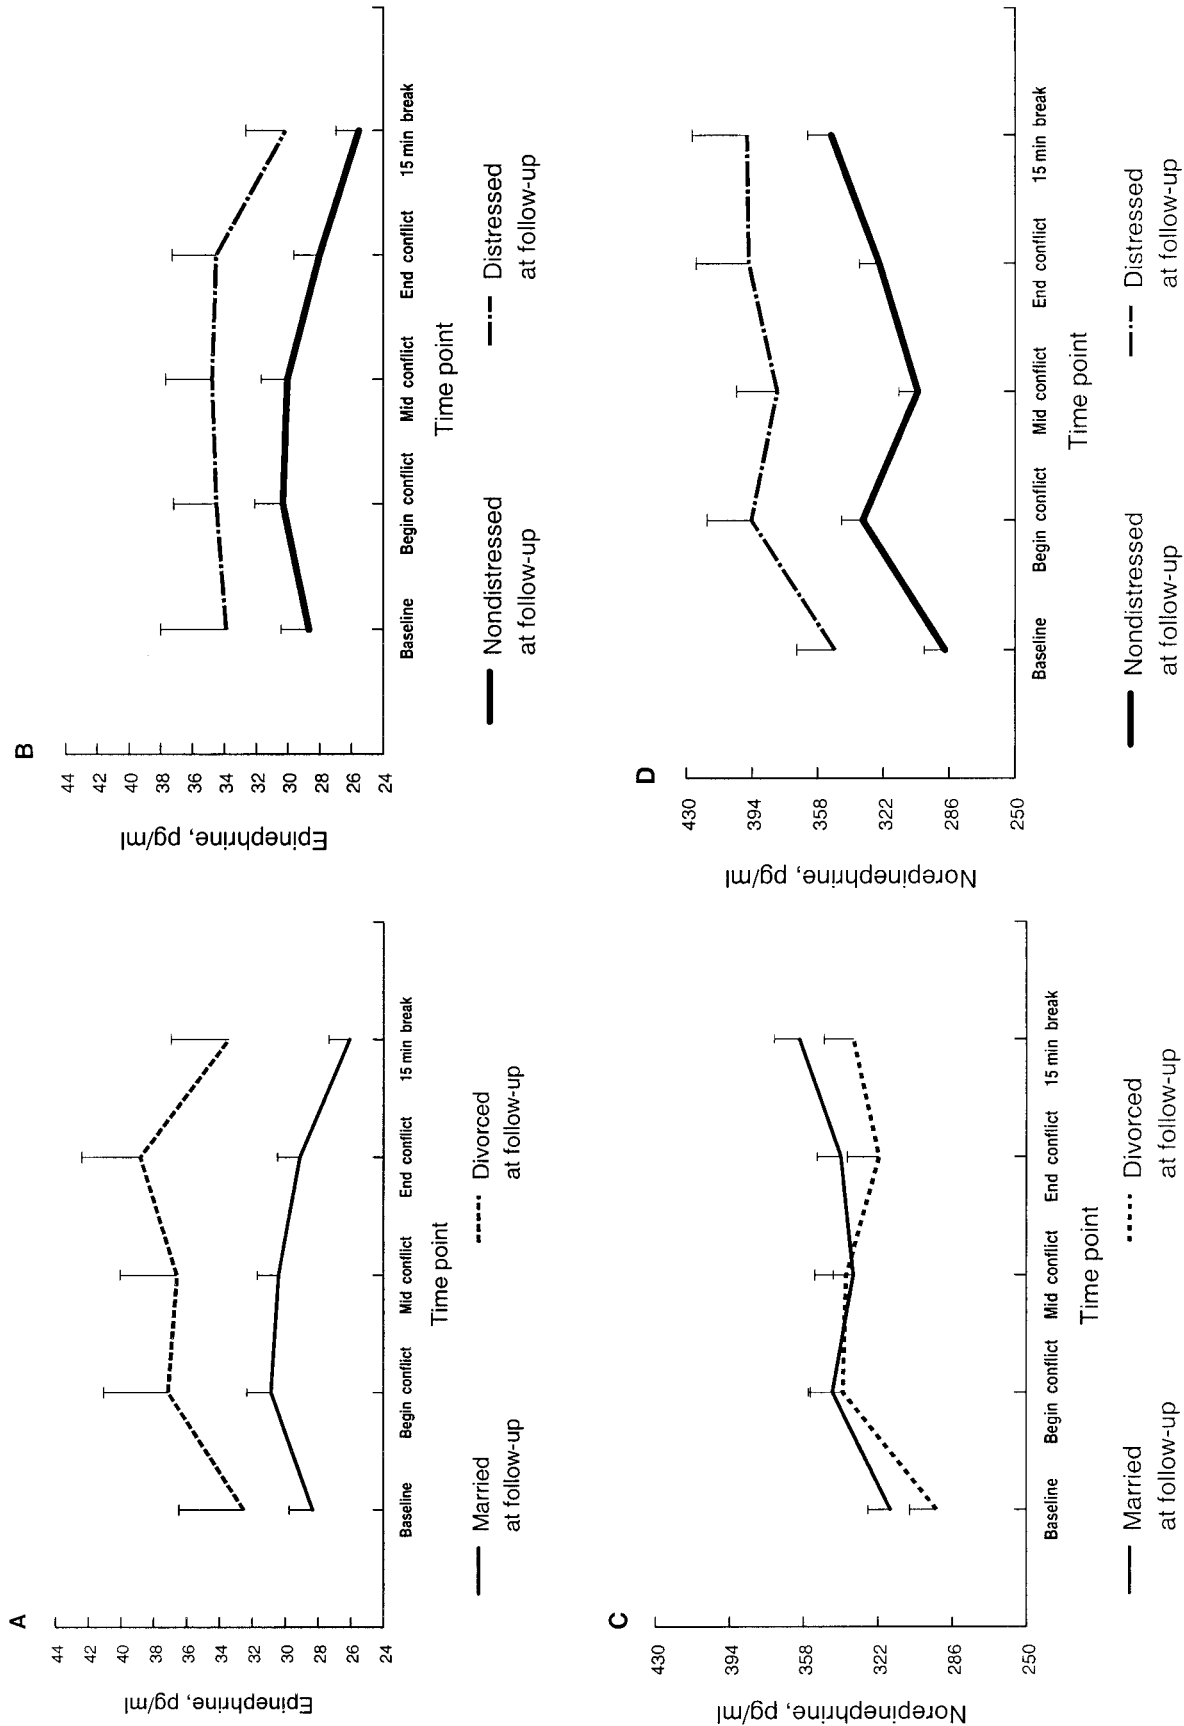 A
44
42
40
38
36
34
32
30
28
26
24
Epinephrine, pg/ml
Baseline Begin conflict Mid conflict End conflict 15 min break
Time point
Married
at follow-up
Divorced
at follow-up
B
44
42
40
38
36
34
32
30
28
26
24
Epinephrine, pg/ml
Baseline Begin conflict Mid conflict End conflict 15 min break
Time point
Nondistressed
at follow-up
Distressed
at follow-up
C
430
394
358
322
286
250
Norepinephrine, pg/ml
Baseline Begin conflict Mid conflict End conflict 15 min break
Time point
Married
at follow-up
Divorced
at follow-up
D
430
394
358
322
286
250
Norepinephrine, pg/ml
Baseline Begin conflict Mid conflict End conflict 15 min break
Time point
Nondistressed
at follow-up
Distressed
at follow-up